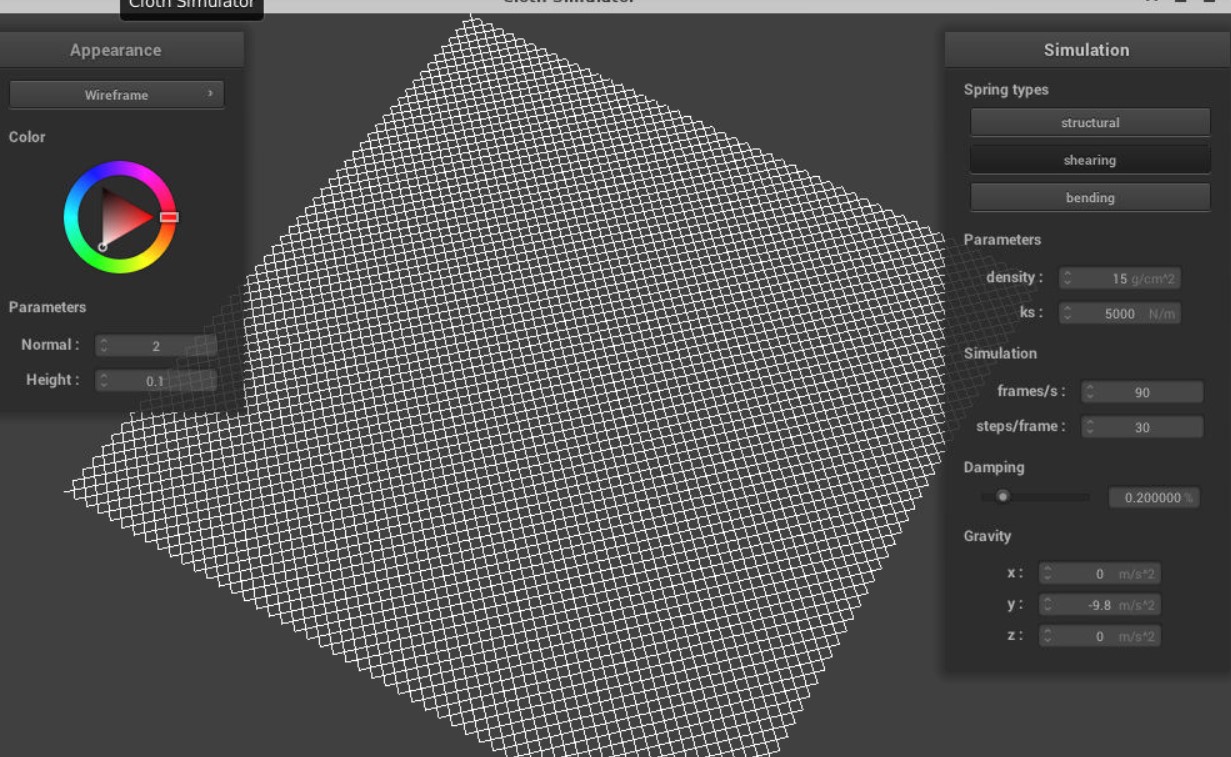 Cloth Simulator
Cloth Simulator
Appearance
Wireframe
Color
Parameters
Normal : 2
Height : 0.1
Simulation
Spring types
structural
shearing
bending
Parameters
density : 15 g/cm^2
ks : 5000 N/m
Simulation
frames/s : 90
steps/frame : 30
Damping
0.200000 %
Gravity
x : 0 m/s^2
y : -9.8 m/s^2
z : 0 m/s^2